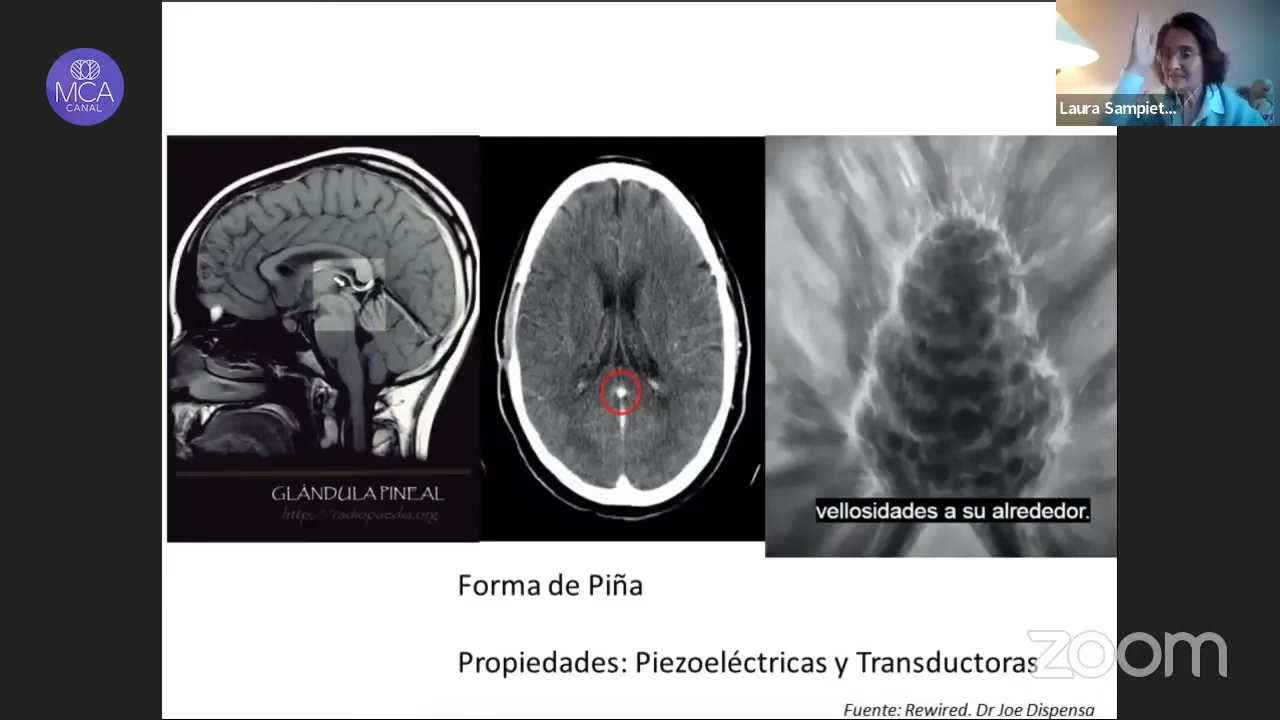 MCA
CANAL
Laura Sampiet...
GLÁNDULA PINEAL
http://radiopaedia.org
vellosidades a su alrededor.
Forma de Piña
Propiedades: Piezoeléctricas y Transductoras
zoom
Fuente: Rewired. Dr Joe Dispensa